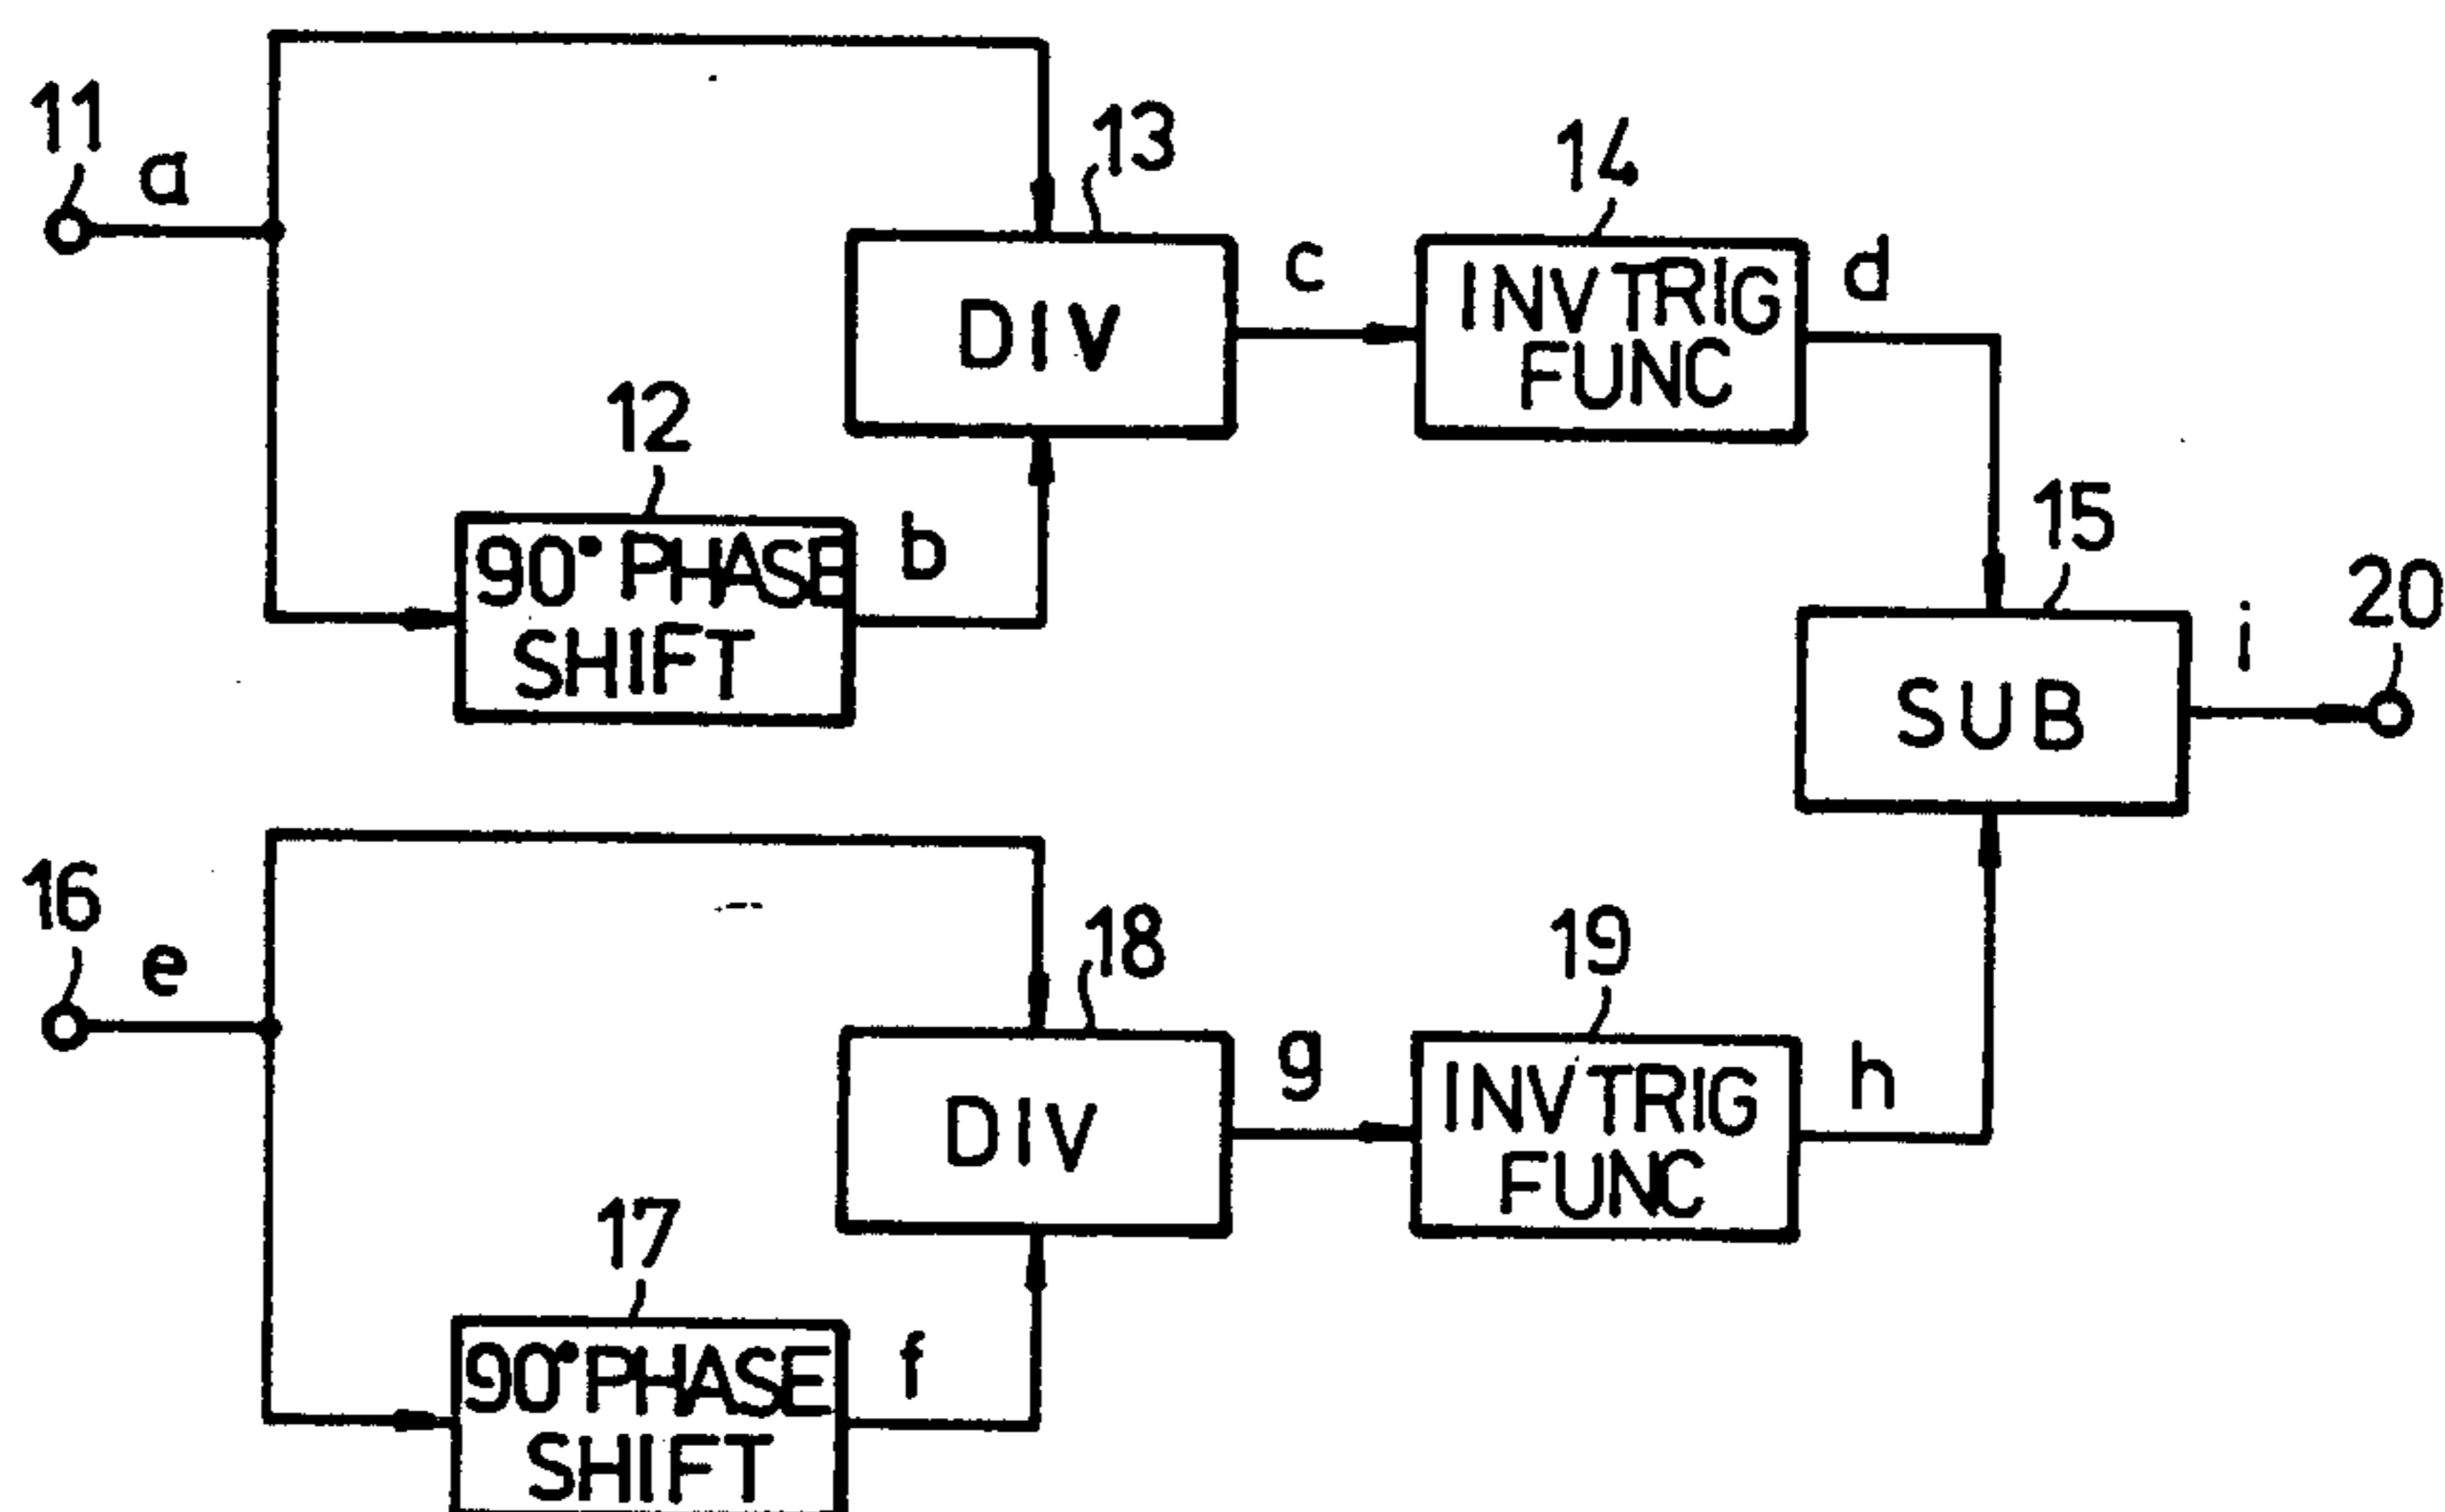 11
a
13
DIV
c
14
INV TRIG
FUNC
d
12
90° PHASE
SHIFT
b
15
SUB
i
20
16
e
18
DIV
g
19
INV TRIG
FUNC
h
17
90° PHASE
SHIFT
f